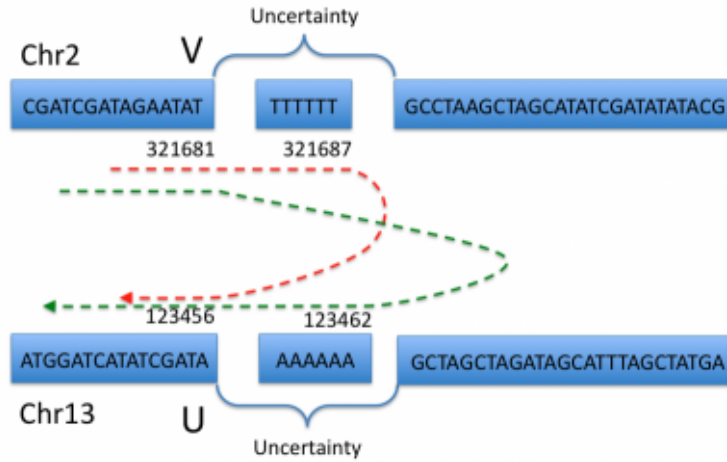 Uncertainty
Chr2 V
CGATCGATAGAATAT TTTTTT GCCTAAGCTAGCATATCGATATATACG
321681 321687
123456 123462
ATGGATCATATCGATA AAAAAA GCTAGCTAGATAGCATTTAGCTATGA
Chr13 U
Uncertainty